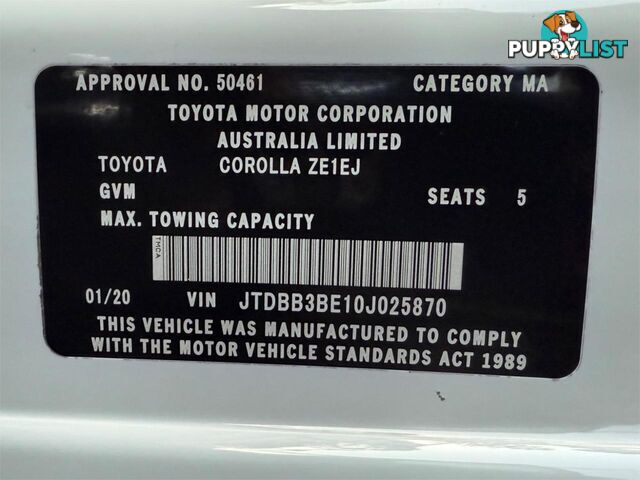 PUPPYLIST
APPROVAL NO. 50461 CATEGORY MA
TOYOTA MOTOR CORPORATION
AUSTRALIA LIMITED
TOYOTA COROLLA ZE1EJ
GVM SEATS 5
MAX. TOWING CAPACITY
TMCA
01/20 VIN JTDBB3BE10J025870
THIS VEHICLE WAS MANUFACTURED TO COMPLY
WITH THE MOTOR VEHICLE STANDARDS ACT 1989